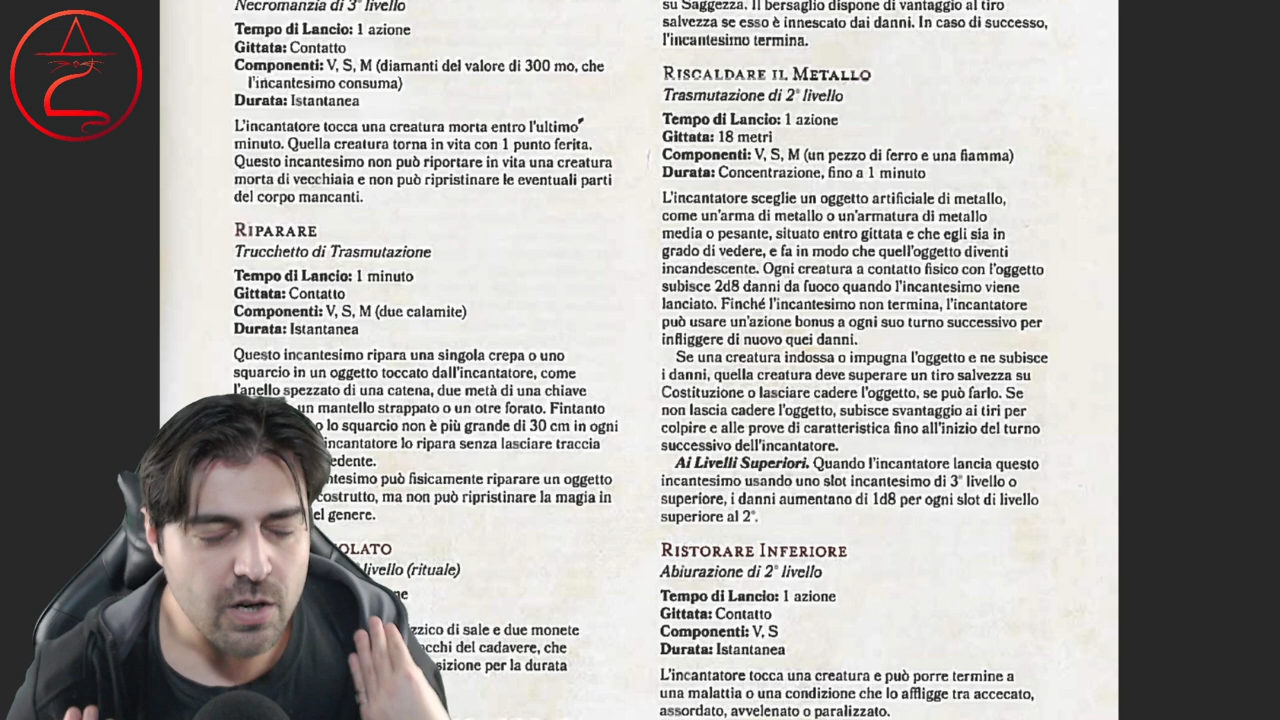 Necromanzia di 3° livello
Tempo di Lancio: 1 azione
Gittata: Contatto
Componenti: V, S, M (diamanti del valore di 300 mo, che
l'incantesimo consuma)
Durata: Istantanea
L'incantatore tocca una creatura morta entro l'ultimo
minuto. Quella creatura torna in vita con 1 punto ferita.
Questo incantesimo non può riportare in vita una creatura
morta di vecchiaia e non può ripristinare le eventuali parti
del corpo mancanti.
RIPARARE
Trucchetto di Trasmutazione
Tempo di Lancio: 1 minuto
Gittata: Contatto
Componenti: V, S, M (due calamite)
Durata: Istantanea
Questo incantesimo ripara una singola crepa o uno
squarcio in un oggetto toccato dall'incantatore, come
l'anello spezzato di una catena, due metà di una chiave
un mantello strappato o un otre forato. Fintanto
o lo squarcio non è più grande di 30 cm in ogni
incantatore lo ripara senza lasciare traccia
edente.
ntesimo può fisicamente riparare un oggetto
costrutto, ma non può ripristinare la magia in
el genere.
OLATO
livello (rituale)
ne
zzico di sale e due monete
occhi del cadavere, che
sizione per la durata
su Saggezza. Il bersaglio dispone di vantaggio al tiro
salvezza se esso è innescato dai danni. In caso di successo,
l'incantesimo termina.
RISCALDARE IL METALLO
Trasmutazione di 2° livello
Tempo di Lancio: 1 azione
Gittata: 18 metri
Componenti: V, S, M (un pezzo di ferro e una fiamma)
Durata: Concentrazione, fino a 1 minuto
L'incantatore sceglie un oggetto artificiale di metallo,
come un'arma di metallo o un'armatura di metallo
media o pesante, situato entro gittata e che egli sia in
grado di vedere, e fa in modo che quell'oggetto diventi
incandescente. Ogni creatura a contatto fisico con l'oggetto
subisce 2d8 danni da fuoco quando l'incantesimo viene
lanciato. Finché l'incantesimo non termina, l'incantatore
può usare un'azione bonus a ogni suo turno successivo per
infliggere di nuovo quei danni.
Se una creatura indossa o impugna l'oggetto e ne subisce
i danni, quella creatura deve superare un tiro salvezza su
Costituzione o lasciare cadere l'oggetto, se può farlo. Se
non lascia cadere l'oggetto, subisce svantaggio ai tiri per
colpire e alle prove di caratteristica fino all'inizio del turno
successivo dell'incantatore.
Ai Livelli Superiori. Quando l'incantatore lancia questo
incantesimo usando uno slot incantesimo di 3° livello o
superiore, i danni aumentano di 1d8 per ogni slot di livello
superiore al 2°.
RISTORARE INFERIORE
Abiurazione di 2° livello
Tempo di Lancio: 1 azione
Gittata: Contatto
Componenti: V, S
Durata: Istantanea
L'incantatore tocca una creatura e può porre termine a
una malattia o una condizione che lo affligge tra accecato,
assordato, avvelenato o paralizzato.